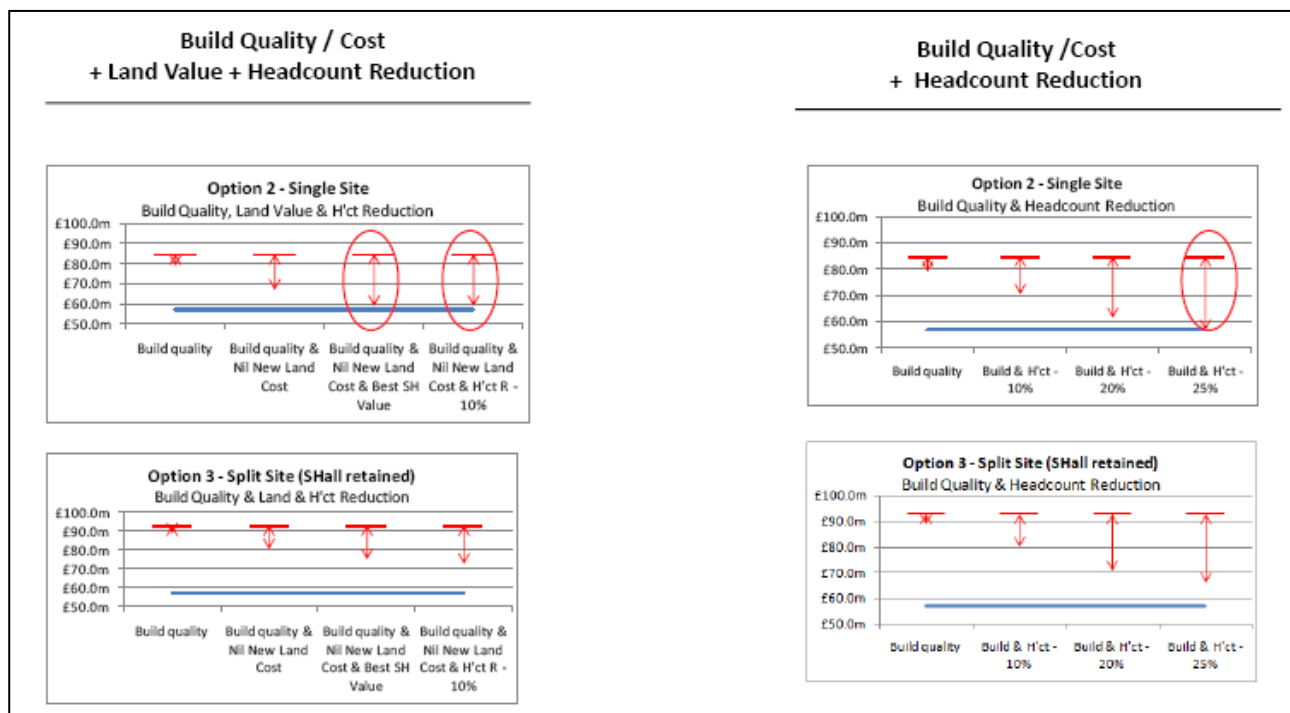 Build Quality / Cost
+ Land Value + Headcount Reduction
Build Quality /Cost
+ Headcount Reduction
Option 2 - Single Site
Build Quality, Land Value & H'ct Reduction
£100.0m
£90.0m
£80.0m
£70.0m
£60.0m
£50.0m
Build quality
Build quality &
Nil New Land
Cost
Build quality &
Nil New Land
Cost & Best SH
Value
Build quality &
Nil New Land
Cost & H'ct R -
10%
Option 2 - Single Site
Build Quality & Headcount Reduction
£100.0m
£90.0m
£80.0m
£70.0m
£60.0m
£50.0m
Build quality
Build & H'ct -
10%
Build & H'ct -
20%
Build & H'ct -
25%
Option 3 - Split Site (SHall retained)
Build Quality & Land & H'ct Reduction
£100.0m
£90.0m
£80.0m
£70.0m
£60.0m
£50.0m
Build quality
Build quality &
Nil New Land
Cost
Build quality &
Nil New Land
Cost & Best SH
Value
Build quality &
Nil New Land
Cost & H'ct R -
10%
Option 3 - Split Site (SHall retained)
Build Quality & Headcount Reduction
£100.0m
£90.0m
£80.0m
£70.0m
£60.0m
£50.0m
Build quality
Build & H'ct -
10%
Build & H'ct -
20%
Build & H'ct -
25%